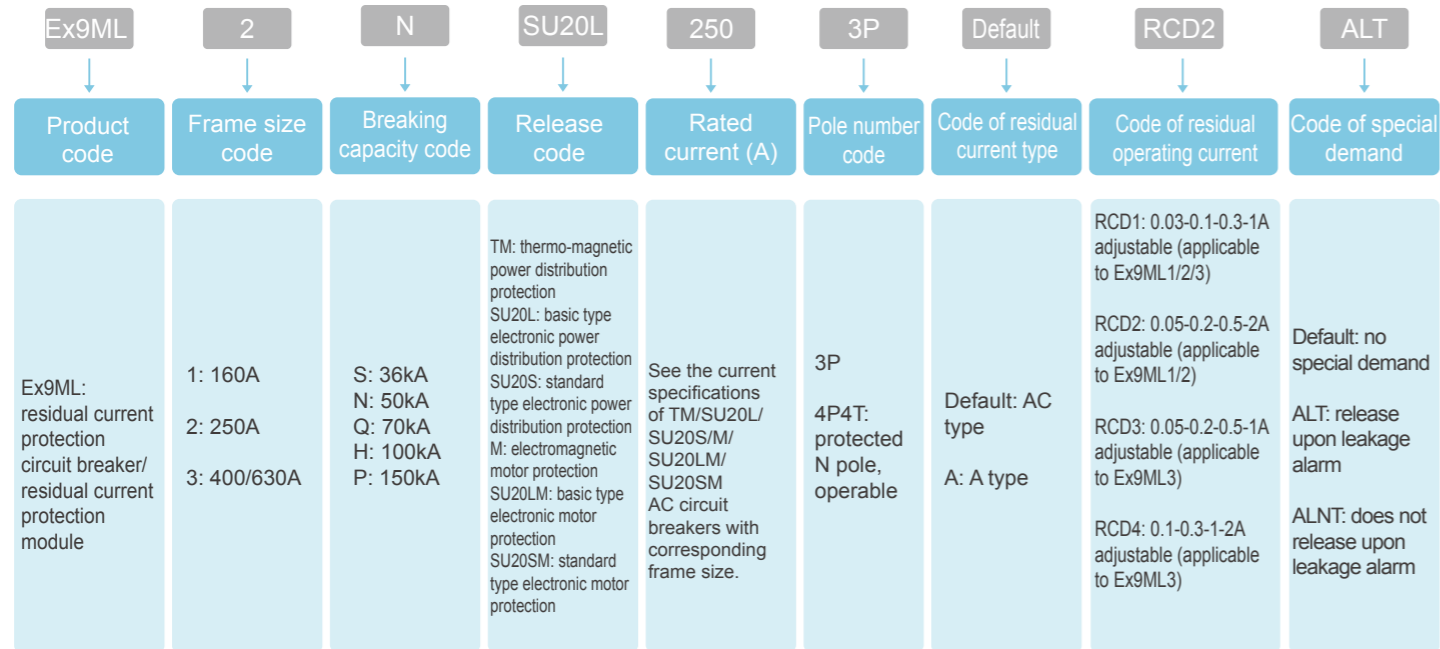 Ex9ML
2
N
SU20L
250
3P
Default
RCD2
ALT
Product
code
Frame size
code
Breaking
capacity code
Release
code
Rated
current (A)
Pole number
code
Code of residual
current type
Code of residual
operating current
Code of special
demand
Ex9ML:
residual current
protection
circuit breaker/
residual current
protection
module
1: 160A
2: 250A
3: 400/630A
S: 36kA
N: 50kA
Q: 70kA
H: 100kA
P: 150kA
TM: thermo-magnetic
power distribution
protection
SU20L: basic type
electronic power
distribution protection
SU20S: standard
type electronic power
distribution protection
M: electromagnetic
motor protection
SU20LM: basic type
electronic motor
protection
SU20SM: standard
type electronic motor
protection
See the current
specifications
of TM/SU20L/
SU20S/M/
SU20LM/
SU20SM
AC circuit
breakers with
corresponding
frame size.
3P
4P4T:
protected
N pole,
operable
Default: AC
type
A: A type
RCD1: 0.03-0.1-0.3-1A
adjustable (applicable
to Ex9ML1/2/3)
RCD2: 0.05-0.2-0.5-2A
adjustable (applicable
to Ex9ML1/2)
RCD3: 0.05-0.2-0.5-1A
adjustable (applicable
to Ex9ML3)
RCD4: 0.1-0.3-1-2A
adjustable (applicable
to Ex9ML3)
Default: no
special demand
ALT: release
upon leakage
alarm
ALNT: does not
release upon
leakage alarm